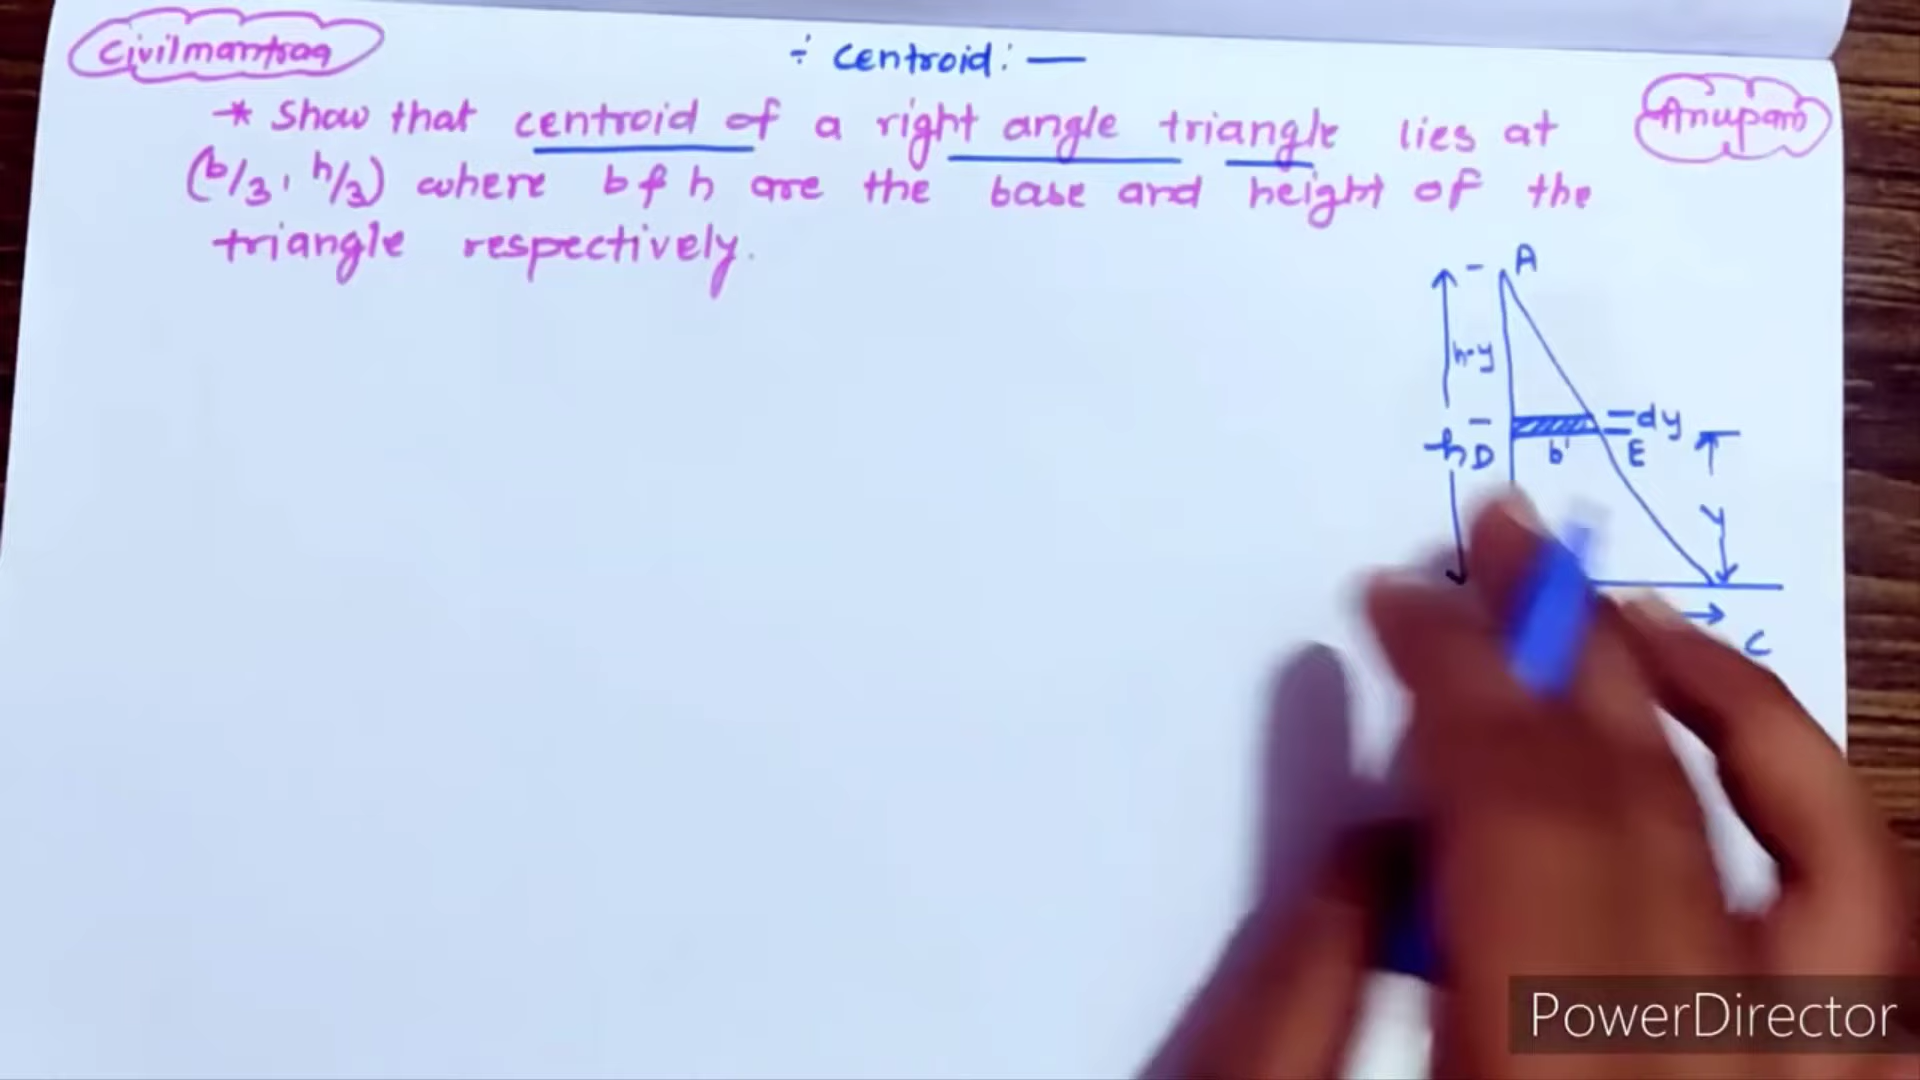 Civilmantraa
÷ Centroid: —
Anupam
* Show that centroid of a right angle triangle lies at
(b/3, h/3) where b & h are the base and height of the
triangle respectively.
A
h-y
dy
h D b' E
y
C
PowerDirector